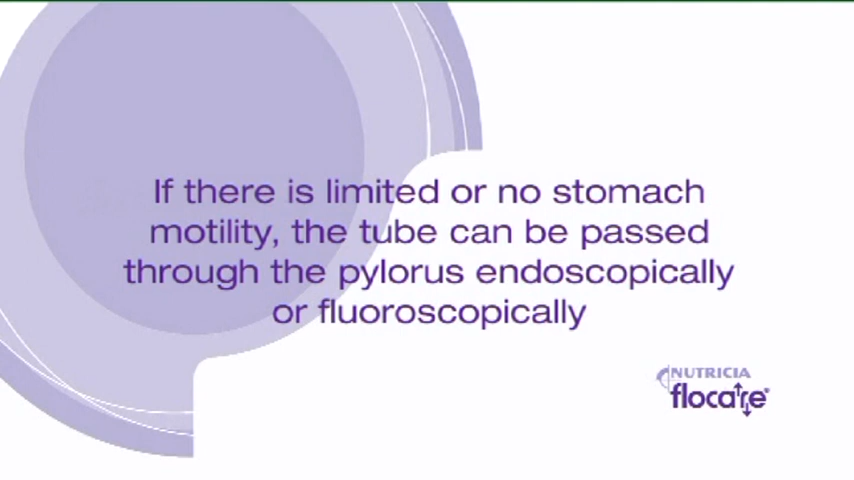 If there is limited or no stomach
motility, the tube can be passed
through the pylorus endoscopically
or fluoroscopically
NUTRICIA
flocare®